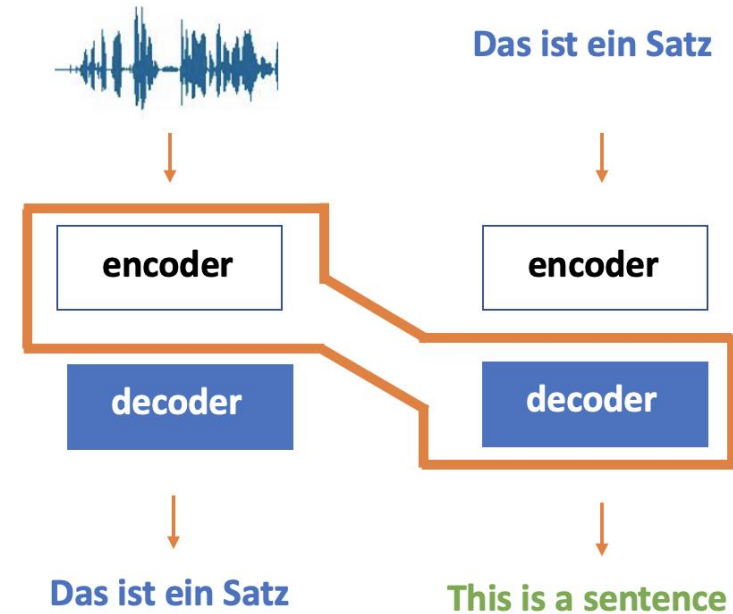 Das ist ein Satz
encoder
encoder
decoder
decoder
Das ist ein Satz
This is a sentence